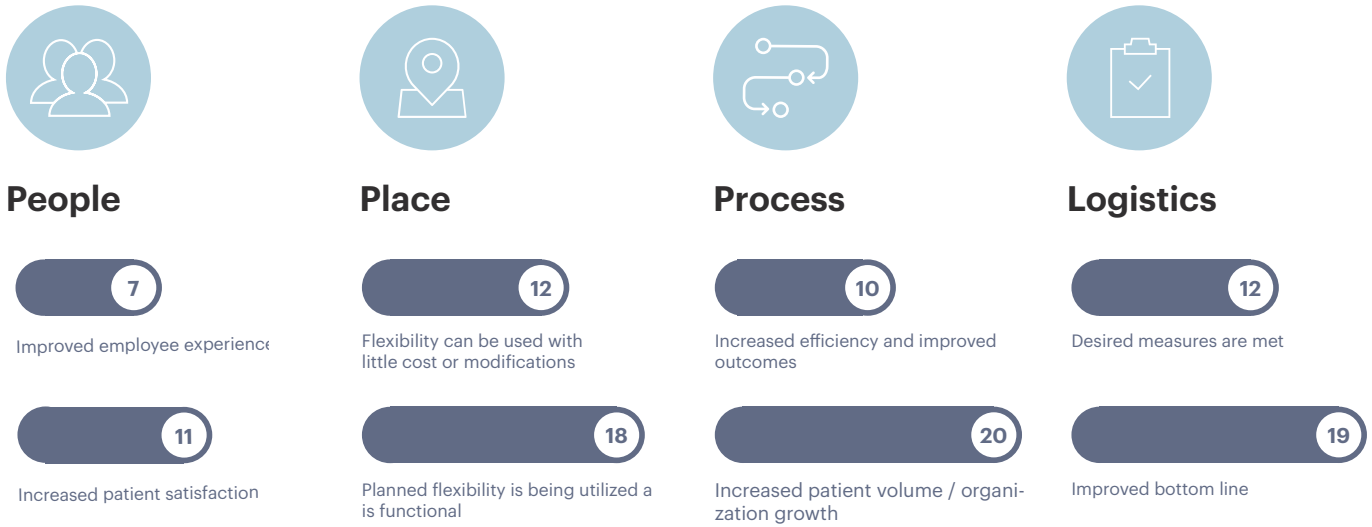 People
7
Improved employee experience
11
Increased patient satisfaction
Place
12
Flexibility can be used with
little cost or modifications
18
Planned flexibility is being utilized a
is functional
Process
10
Increased efficiency and improved
outcomes
20
Increased patient volume / organi-
zation growth
Logistics
12
Desired measures are met
19
Improved bottom line